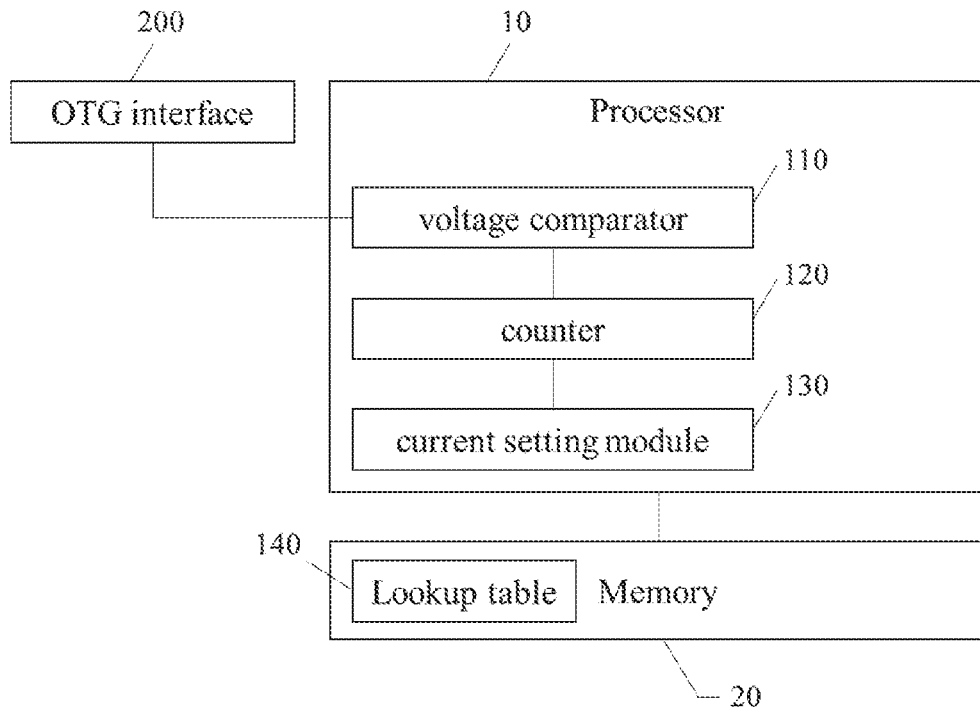 200
10
OTG interface
Processor
110
voltage comparator
120
counter
130
current setting module
140
Lookup table
Memory
20